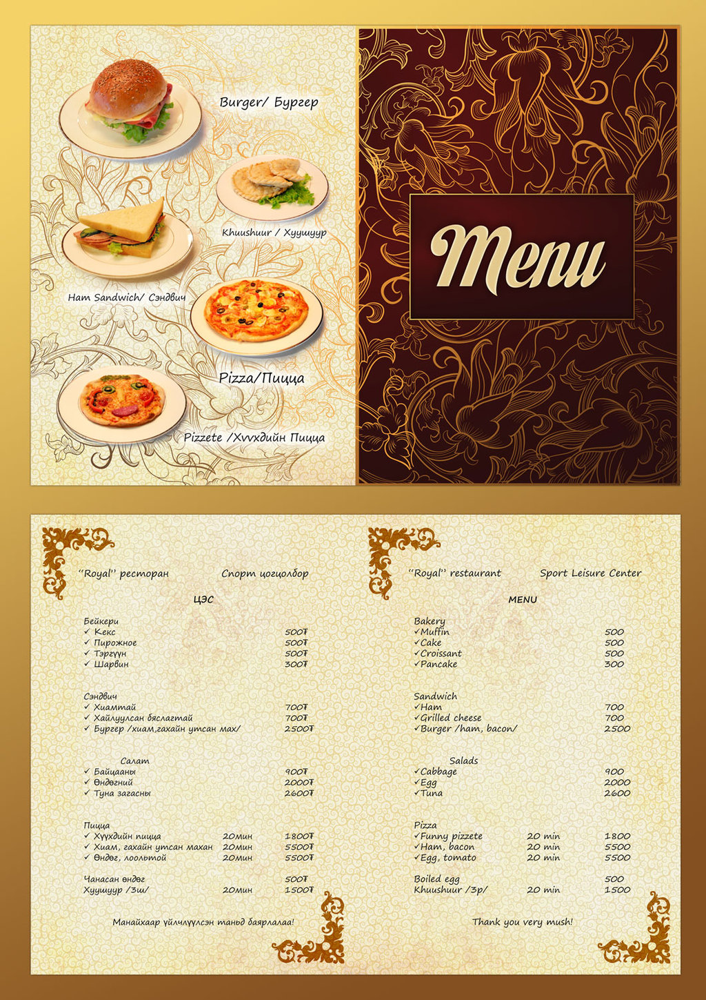 Burger/ Бургер
Khuushuur / Хуушуур
Ham Sandwich/ Сэндвич
Pizza/Пицца
Pizzete /Хvvхдийн Пицца
Menu
“Royal” ресторан Спорт цогцолбор
ЦЭС
Бейкери
✓ Кекс 500₮
✓ Пирожное 500₮
✓ Тэргүүн 500₮
✓ Шарвин 300₮
Сэндвич
✓ Хиамтай 700₮
✓ Хайлуулсан бяслагтай 700₮
✓ Бургер /хиам,гахайн утсан мах/ 2500₮
Салат
✓ Байцааны 900₮
✓ Өндөгний 2000₮
✓ Туна загасны 2600₮
Пицца
✓ Хүүхдийн пицца 20мин 1800₮
✓ Хиам, гахайн утсан махан 20мин 5500₮
✓ Өндөг, лоольтой 20мин 5500₮
Чанасан өндөг 500₮
Хуушуур /3ш/ 20мин 1500₮
Манайхаар үйлчлүүлсэн таньд баярлалаа!
“Royal” restaurant Sport Leisure Center
MENU
Bakery
✓Muffin 500
✓Cake 500
✓Croissant 500
✓Pancake 300
Sandwich
✓Ham 700
✓Grilled cheese 700
✓Burger /ham, bacon/ 2500
Salads
✓Cabbage 900
✓Egg 2000
✓Tuna 2600
Pizza
✓Funny pizzete 20 min 1800
✓Ham, bacon 20 min 5500
✓Egg, tomato 20 min 5500
Boiled egg 500
Khuushuur /3p/ 20 min 1500
Thank you very mush!